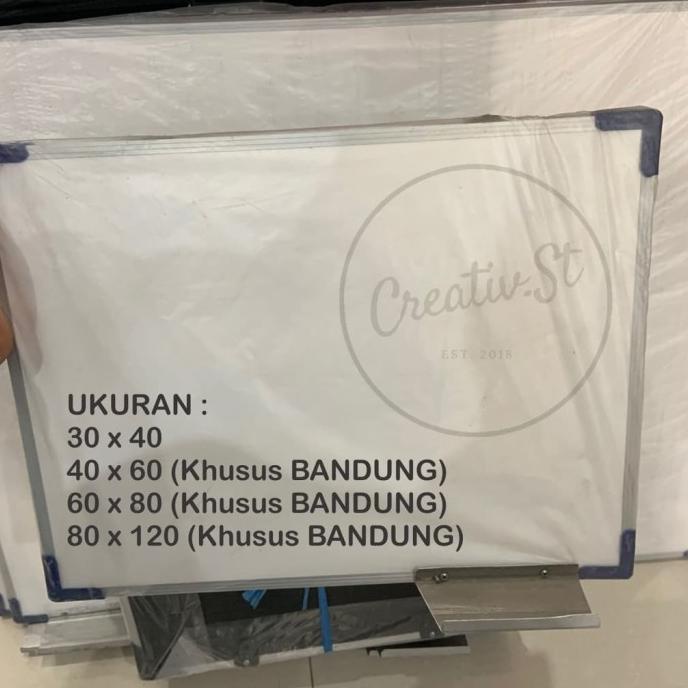 Creativ.St
EST. 2018
UKURAN :
30 x 40
40 x 60 (Khusus BANDUNG)
60 x 80 (Khusus BANDUNG)
80 x 120 (Khusus BANDUNG)